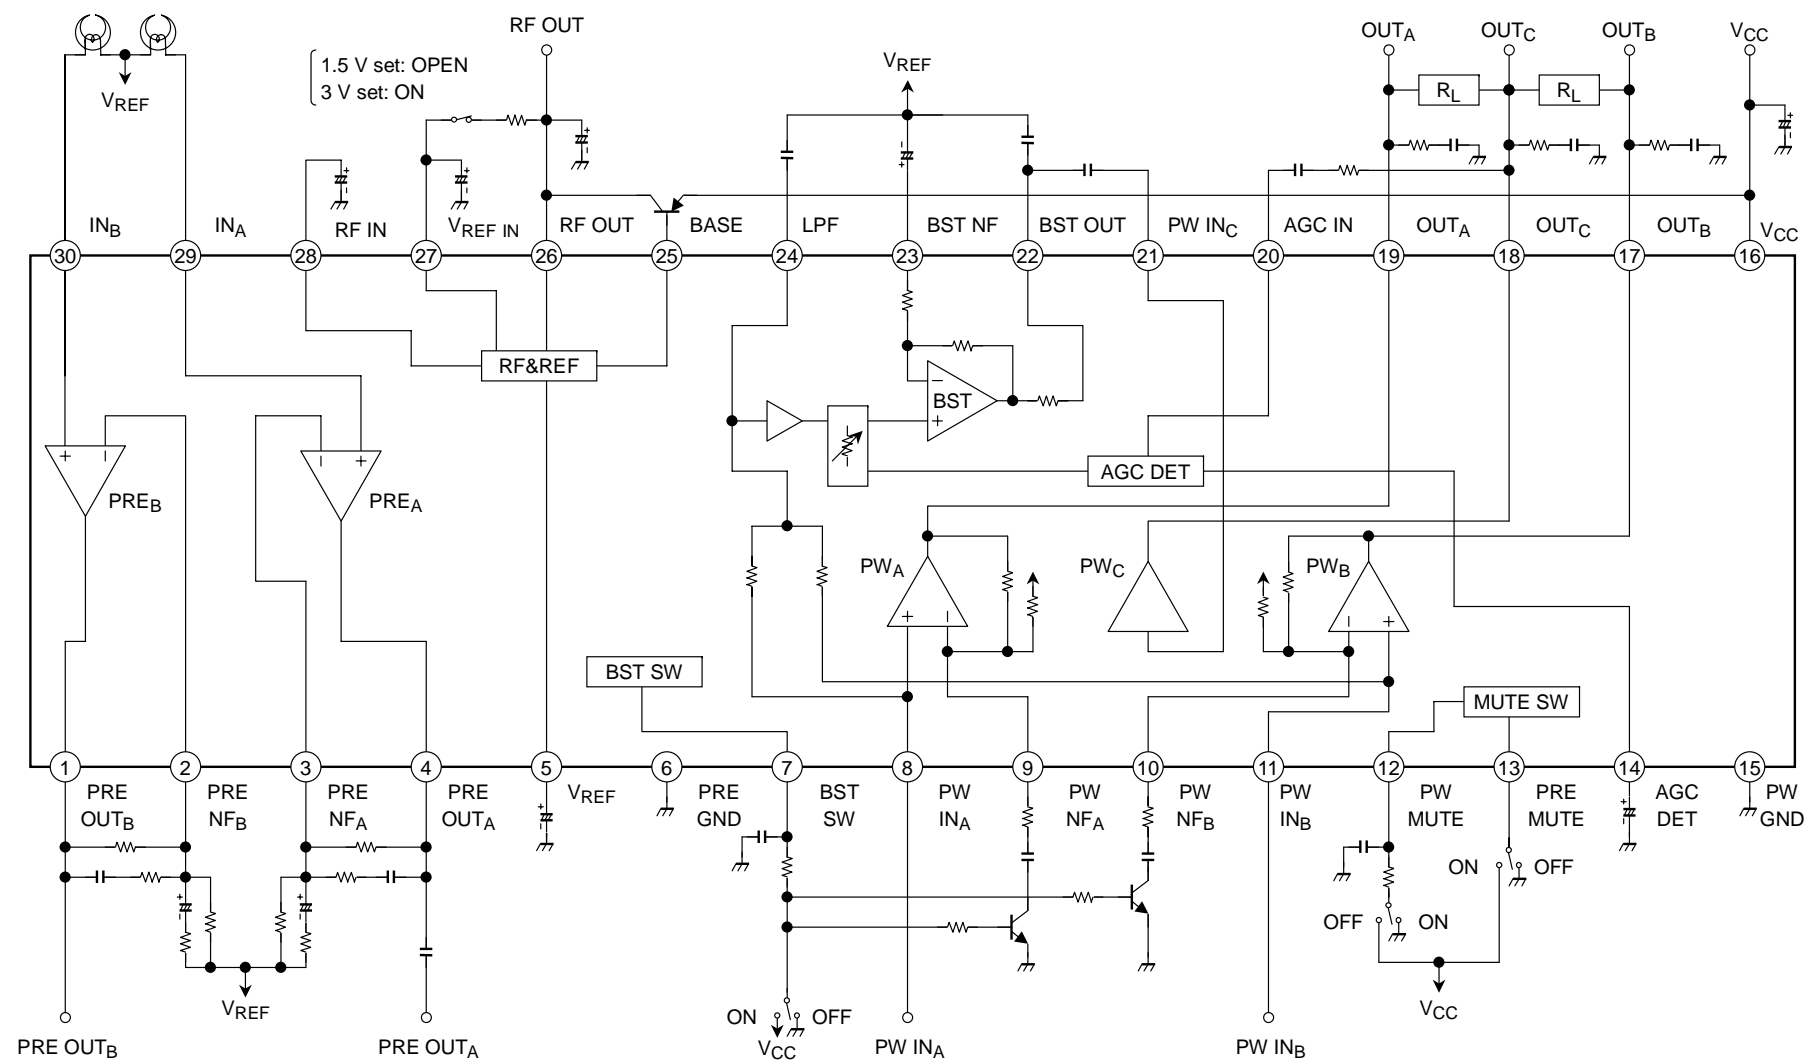 RF OUT
OUTA
OUTC
OUTB
VCC
1.5 V set: OPEN
3 V set: ON
VREF
VREF
RL
RL
+
-
+
-
+
-
+
-
-
+
+
-
INB
INA
RF IN
VREF IN
RF OUT
BASE
LPF
BST NF
BST OUT
PW INC
AGC IN
OUTA
OUTC
OUTB
VCC
30
29
28
27
26
25
24
23
22
21
20
19
18
17
16
RF&REF
−
BST
+
+
−
PREB
−
+
PREA
AGC DET
PWA
+
−
PWC
PWB
−
+
BST SW
MUTE SW
1
2
3
4
5
6
7
8
9
10
11
12
13
14
15
PRE
OUTB
PRE
NFB
PRE
NFA
PRE
OUTA
VREF
PRE
GND
BST
SW
PW
INA
PW
NFA
PW
NFB
PW
INB
PW
MUTE
PRE
MUTE
AGC
DET
PW
GND
+
-
+
-
+
-
+
-
ON
OFF
OFF
ON
VREF
VCC
ON
OFF
VCC
PRE OUTB
PRE OUTA
PW INA
PW INB